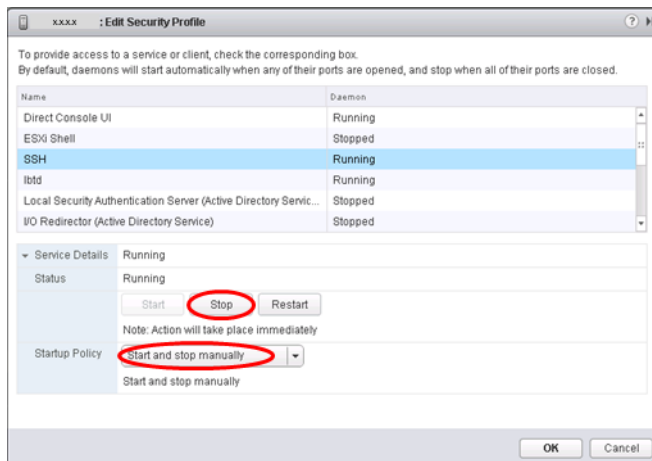 xxxx : Edit Security Profile ?
To provide access to a service or client, check the corresponding box.
By default, daemons will start automatically when any of their ports are opened, and stop when all of their ports are closed.
Name Daemon
Direct Console UI Running
ESXi Shell Stopped
SSH Running
lbtd Running
Local Security Authentication Server (Active Directory Servic... Stopped
I/O Redirector (Active Directory Service) Stopped
Service Details Running
Status Running
Start Stop Restart
Note: Action will take place immediately
Startup Policy Start and stop manually
Start and stop manually
OK Cancel